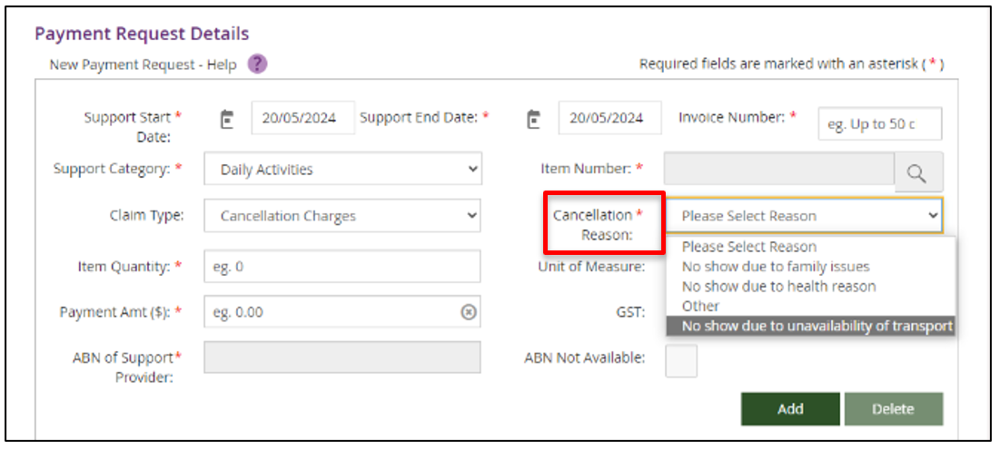 Payment Request Details
New Payment Request - Help ?
Required fields are marked with an asterisk ( * )
Support Start * Date: 20/05/2024 Support End Date: * 20/05/2024 Invoice Number: * eg. Up to 50 c
Support Category: * Daily Activities Item Number: *
Claim Type: Cancellation Charges Cancellation * Reason: Please Select Reason
Please Select Reason
Item Quantity: * eg. 0 Unit of Measure: No show due to family issues
No show due to health reason
Other
Payment Amt ($): * eg. 0.00 GST: No show due to unavailability of transport
ABN of Support * Provider: ABN Not Available:
Add Delete